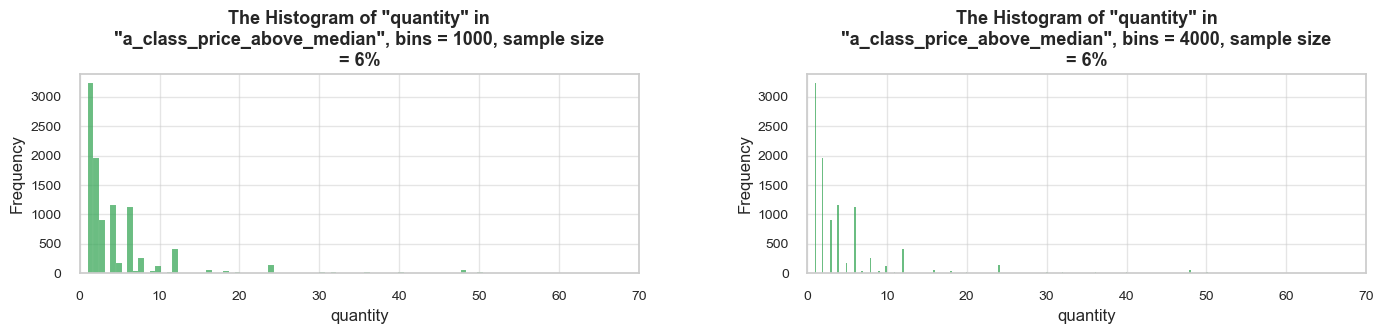 The Histogram of "quantity" in
"a_class_price_above_median", bins = 1000, sample size
= 6%
3000
2500
2000
1500
1000
500
0
Frequency
0 10 20 30 40 50 60 70
quantity
The Histogram of "quantity" in
"a_class_price_above_median", bins = 4000, sample size
= 6%
3000
2500
2000
1500
1000
500
0
Frequency
0 10 20 30 40 50 60 70
quantity